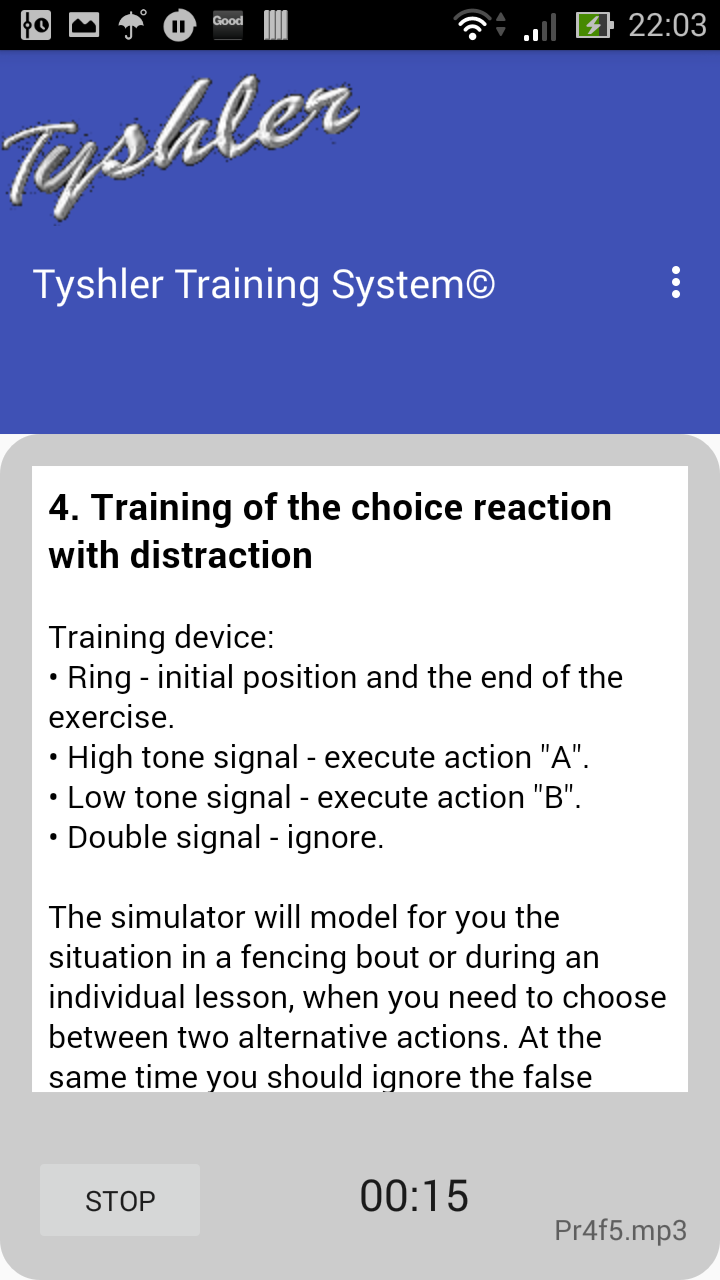 Good
22:03
Tyshler
Tyshler Training System©
4. Training of the choice reaction
with distraction
Training device:
• Ring - initial position and the end of the
exercise.
• High tone signal - execute action "A".
• Low tone signal - execute action "B".
• Double signal - ignore.
The simulator will model for you the
situation in a fencing bout or during an
individual lesson, when you need to choose
between two alternative actions. At the
same time you should ignore the false
STOP
00:15
Pr4f5.mp3